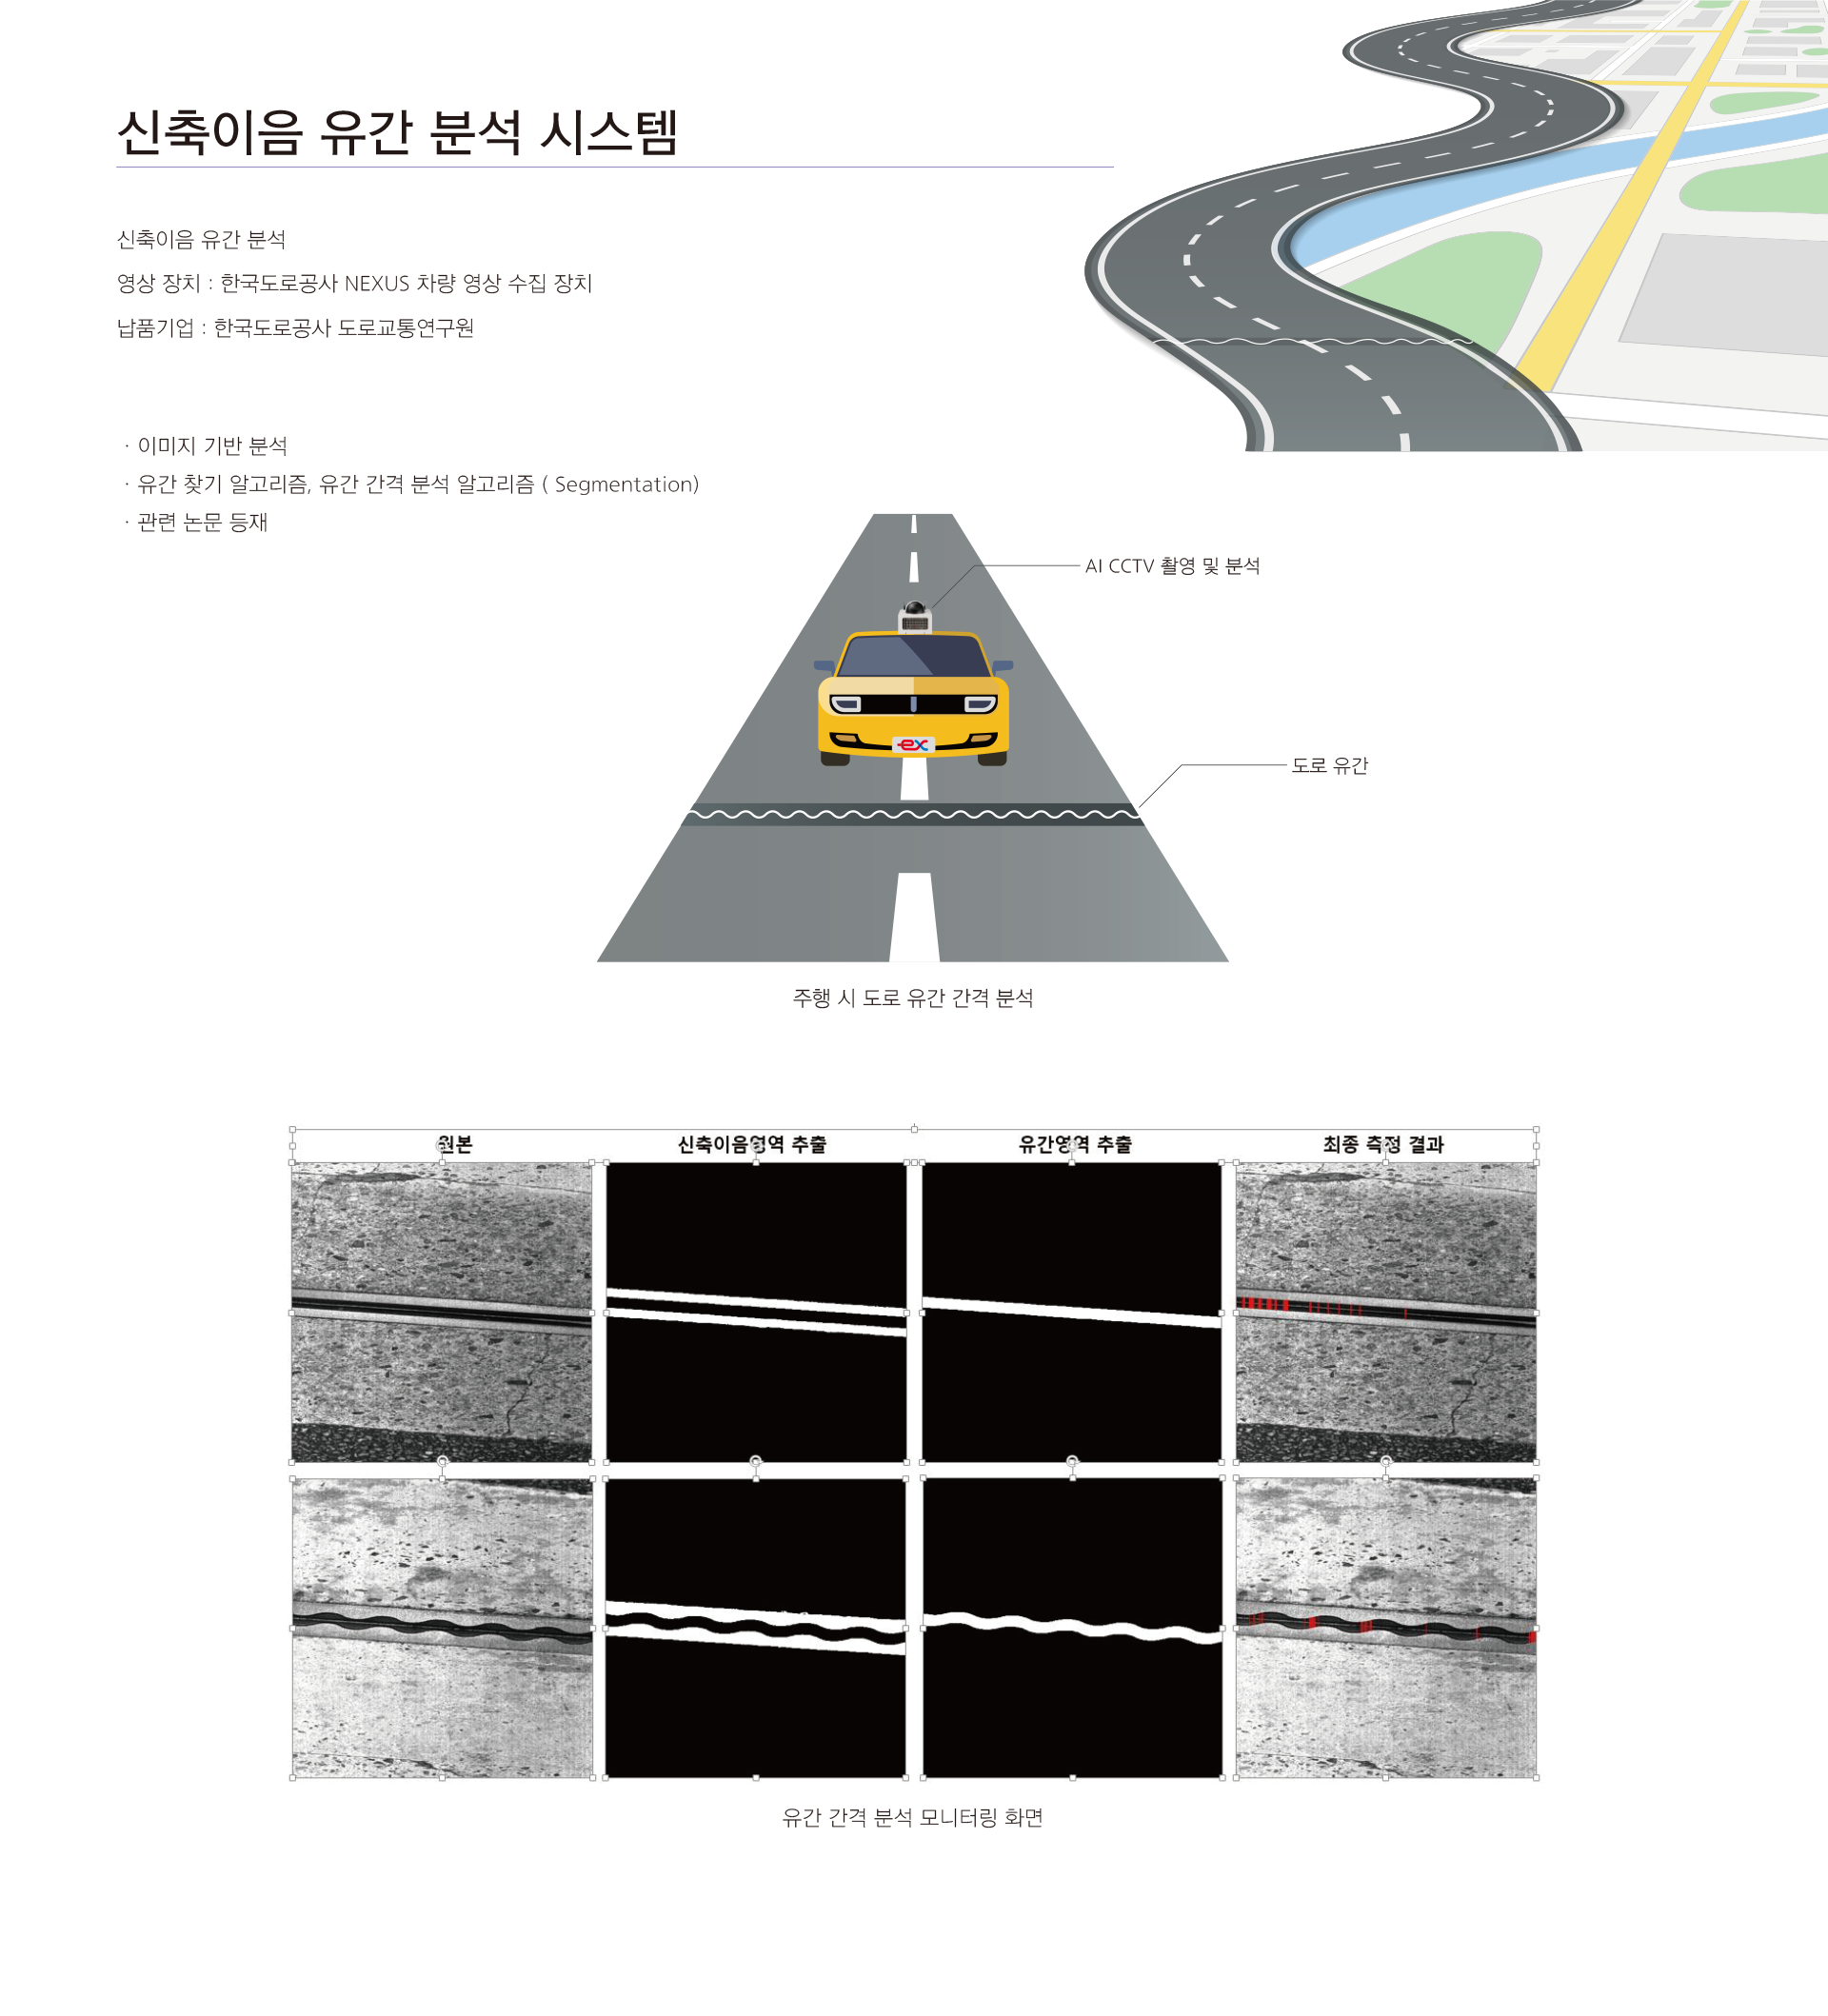 신축이음 유간 분석 시스템
신축이음 유간 분석
영상 장치 : 한국도로공사 NEXUS 차량 영상 수집 장치
납품기업 : 한국도로공사 도로교통연구원
· 이미지 기반 분석
· 유간 찾기 알고리즘, 유간 간격 분석 알고리즘 ( Segmentation)
· 관련 논문 등재
AI CCTV 촬영 및 분석
ex
도로 유간
주행 시 도로 유간 간격 분석
원본 신축이음영역 추출 유간영역 추출 최종 측정 결과
유간 간격 분석 모니터링 화면